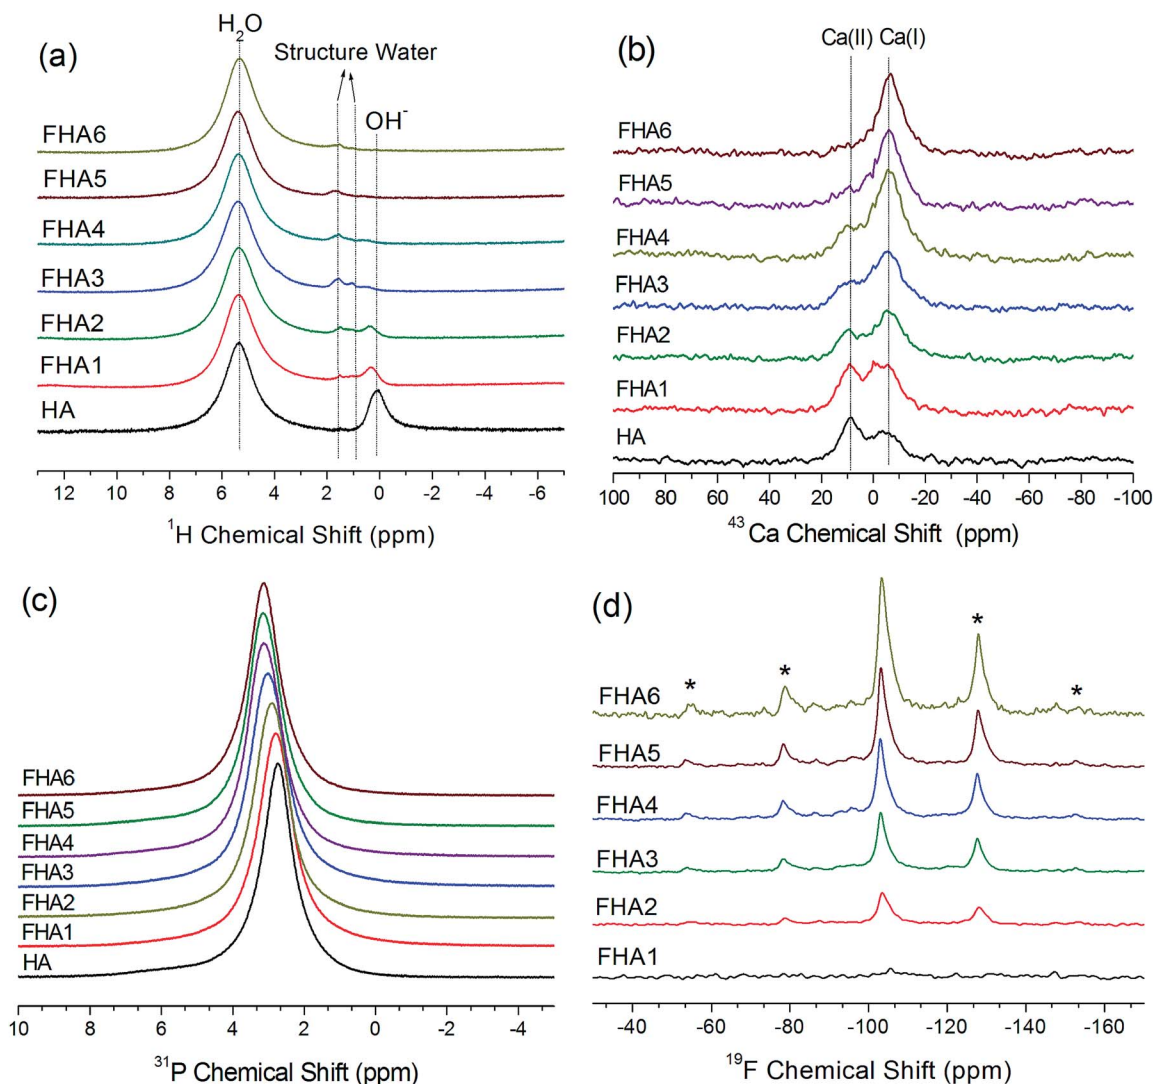 (a)
H₂O
Structure Water
OH⁻
FHA6
FHA5
FHA4
FHA3
FHA2
FHA1
HA
12 10 8 6 4 2 0 -2 -4 -6
¹H Chemical Shift (ppm)
(b)
Ca(II) Ca(I)
FHA6
FHA5
FHA4
FHA3
FHA2
FHA1
HA
100 80 60 40 20 0 -20 -40 -60 -80 -100
⁴³Ca Chemical Shift (ppm)
(c)
FHA6
FHA5
FHA4
FHA3
FHA2
FHA1
HA
10 8 6 4 2 0 -2 -4
³¹P Chemical Shift (ppm)
(d)
*
*
*
*
FHA6
FHA5
FHA4
FHA3
FHA2
FHA1
-40 -60 -80 -100 -120 -140 -160
¹⁹F Chemical Shift (ppm)